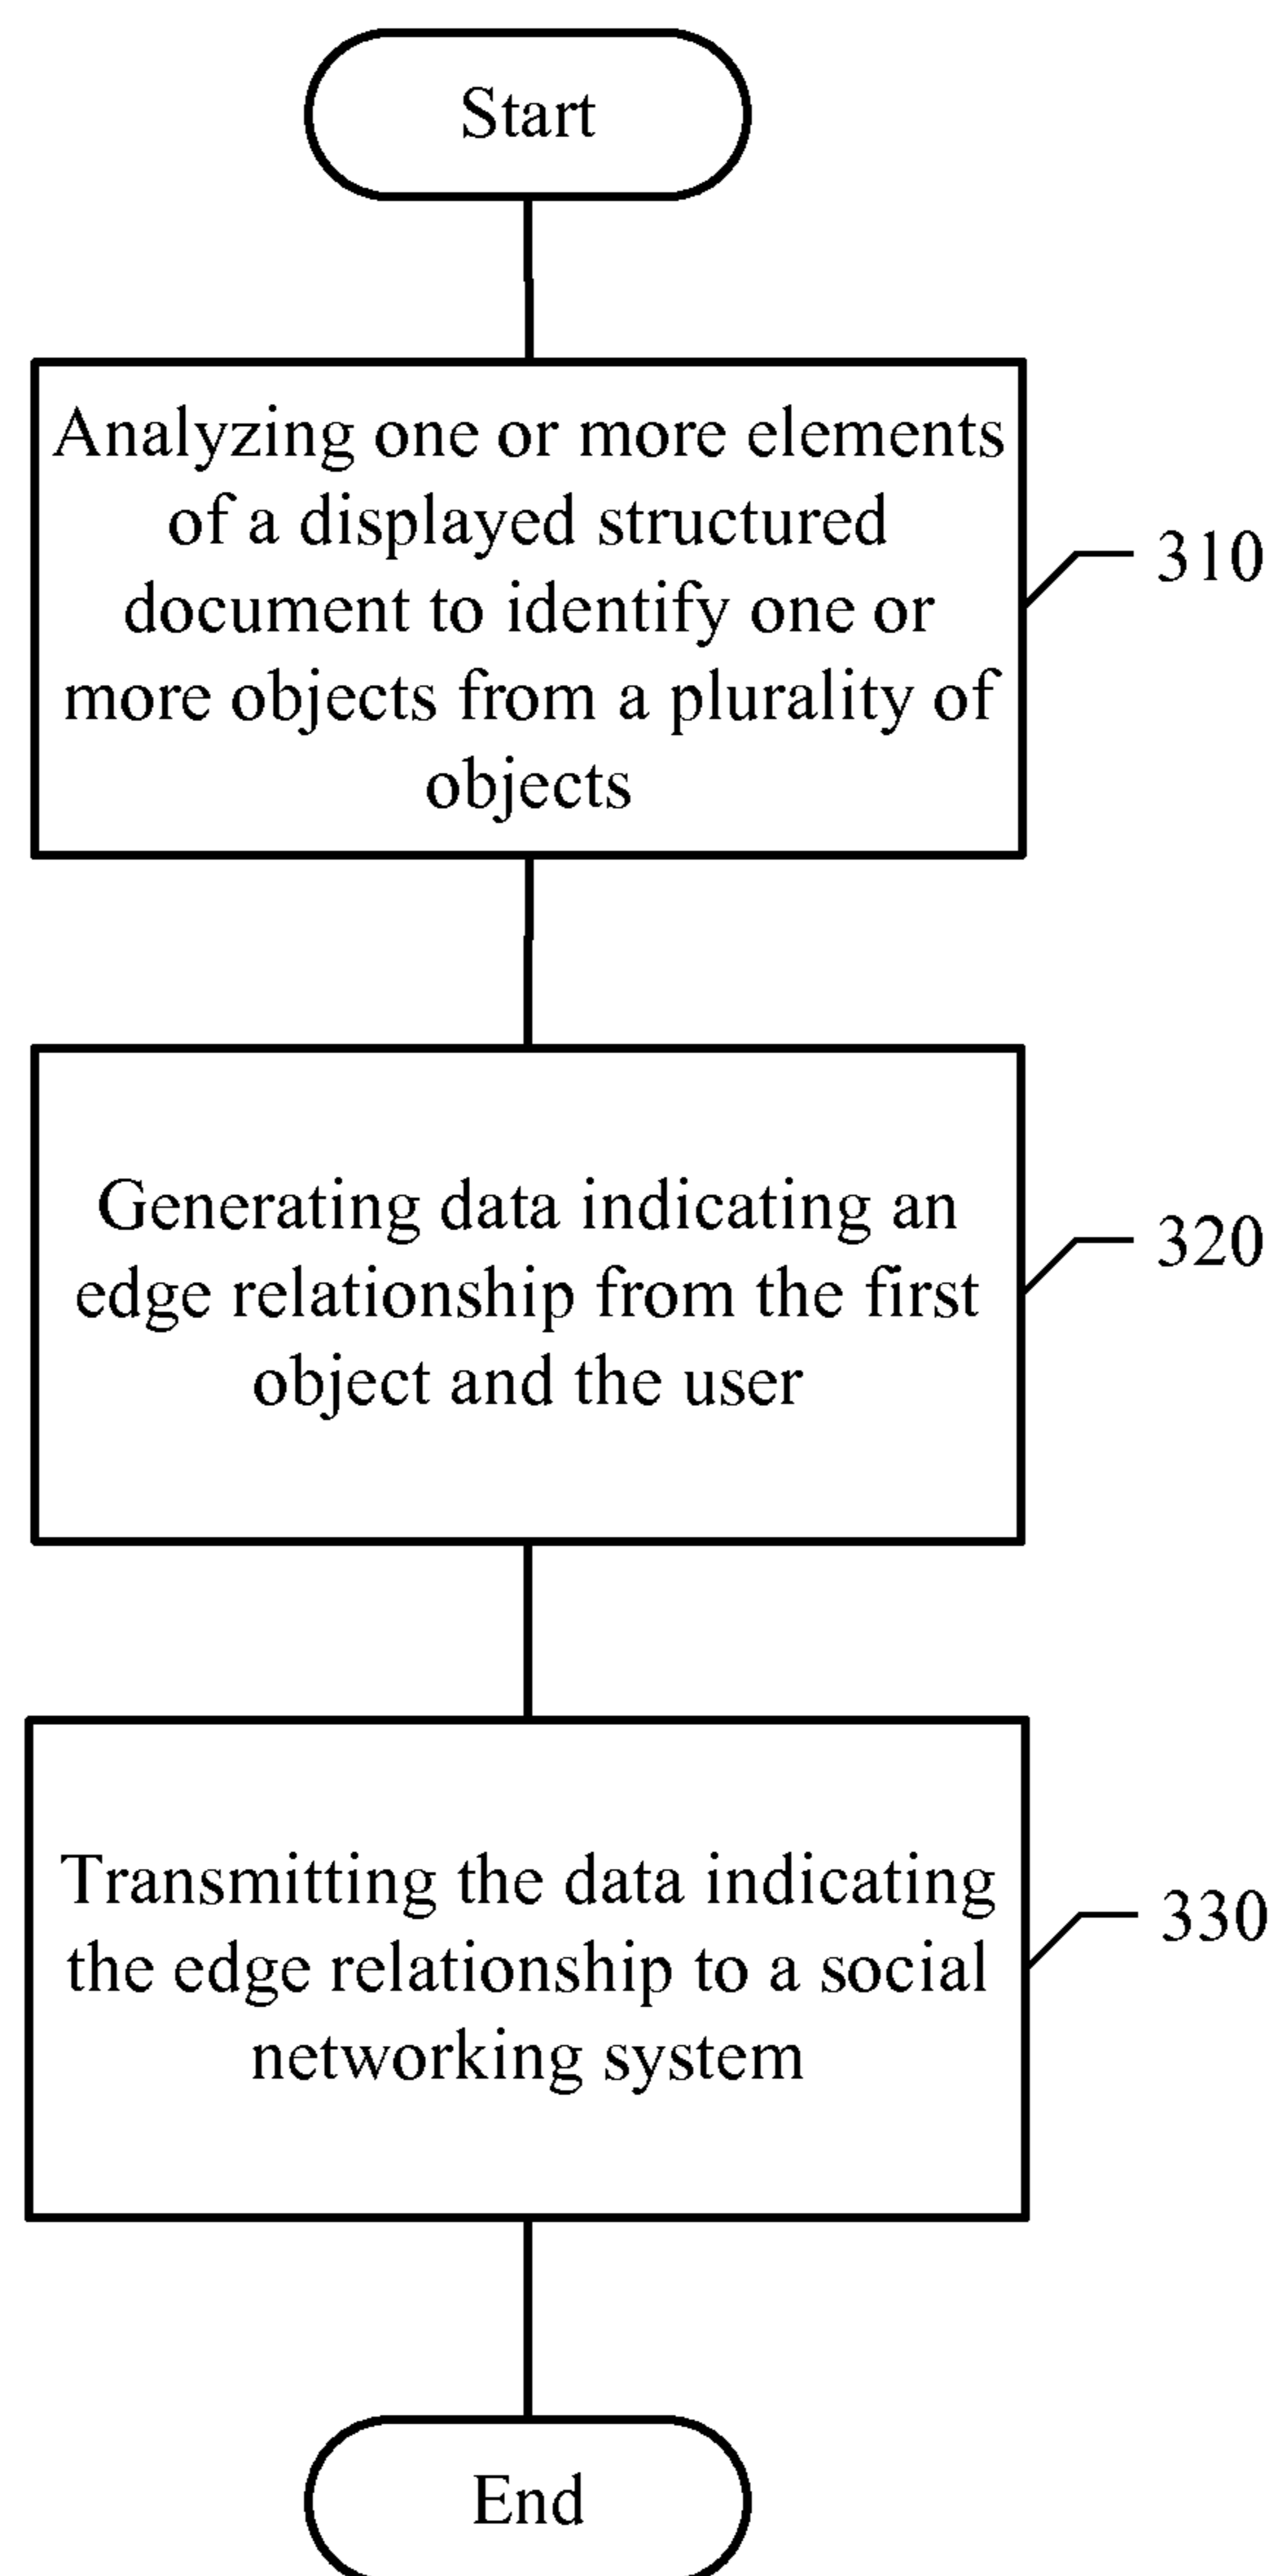 Start
Analyzing one or more elements
of a displayed structured
document to identify one or
more objects from a plurality of
objects
310
Generating data indicating an
edge relationship from the first
object and the user
320
Transmitting the data indicating
the edge relationship to a social
networking system
330
End